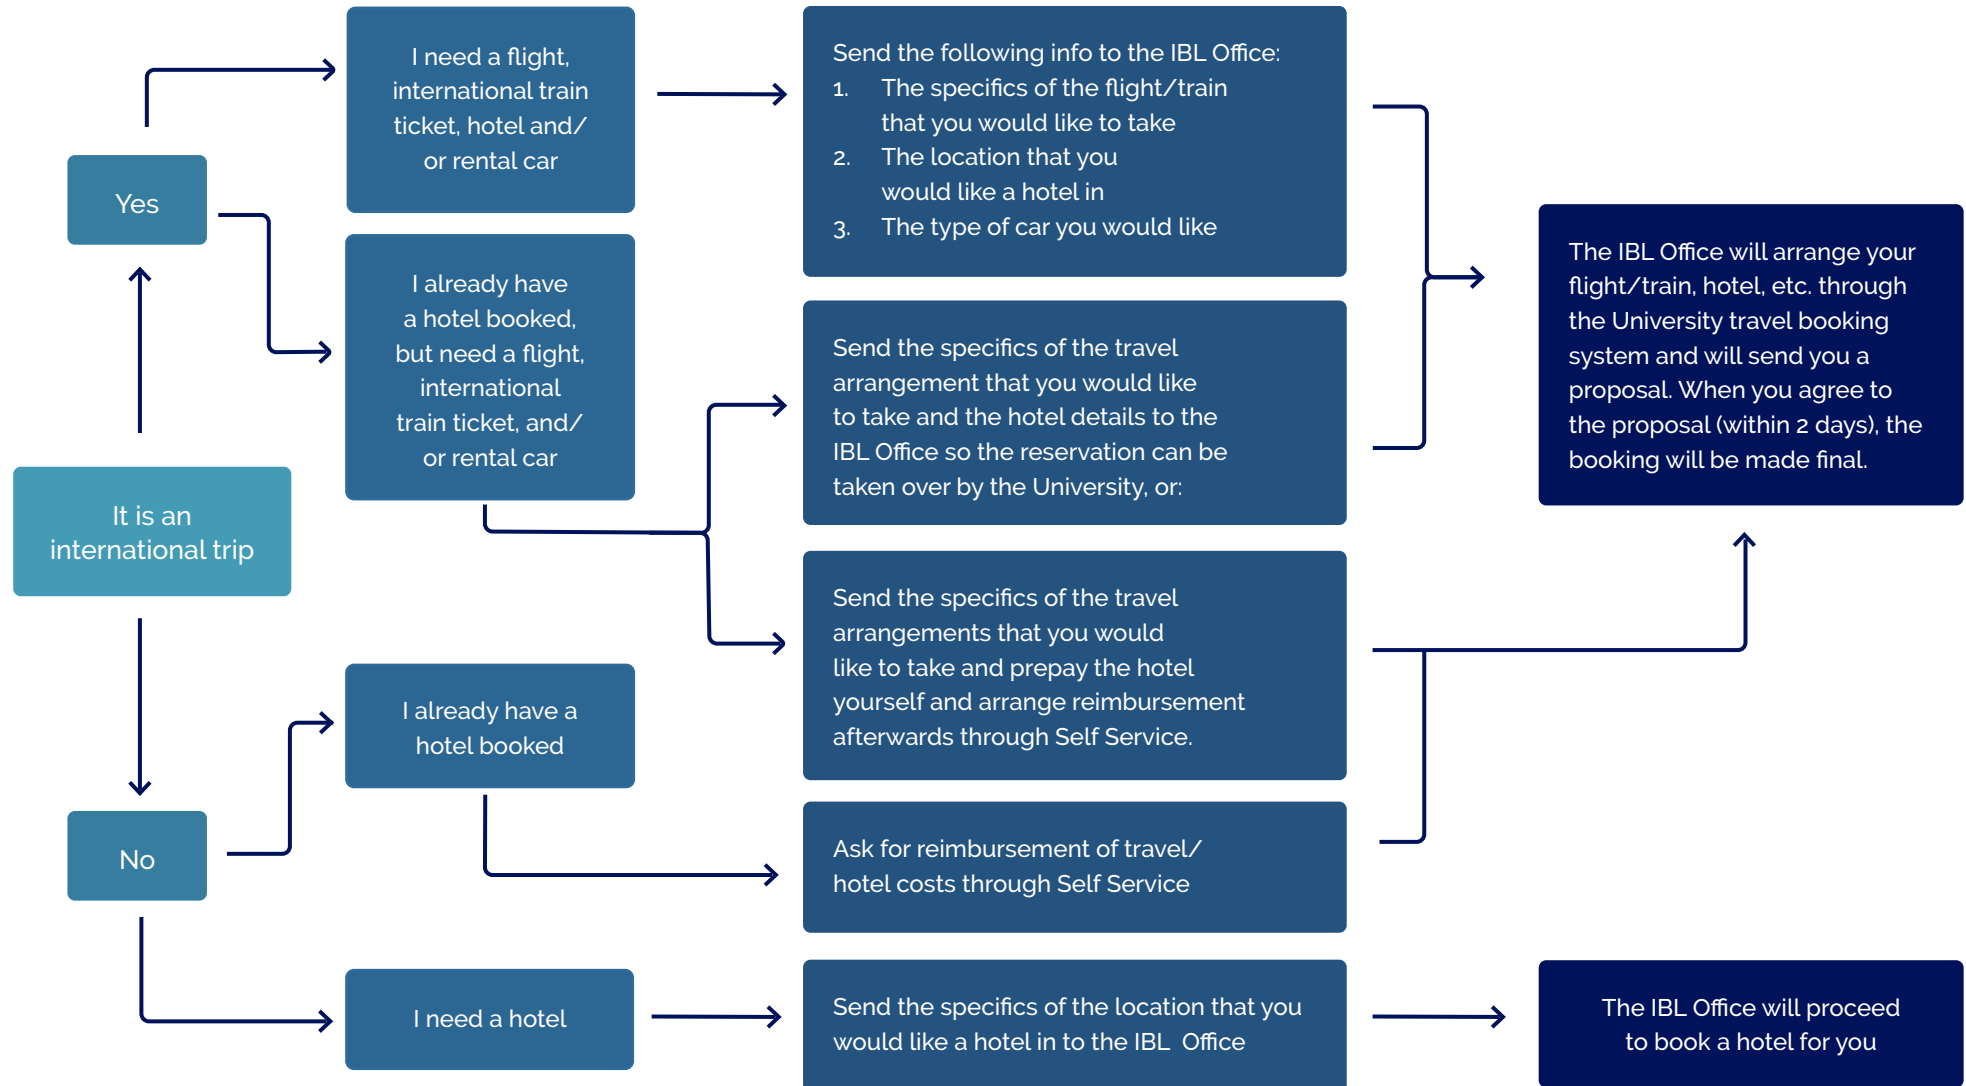 It is an
international trip
Yes
No
I need a flight,
international train
ticket, hotel and/
or rental car
I already have
a hotel booked,
but need a flight,
international
train ticket, and/
or rental car
I already have a
hotel booked
I need a hotel
Send the following info to the IBL Office:
1. The specifics of the flight/train
that you would like to take
2. The location that you
would like a hotel in
3. The type of car you would like
Send the specifics of the travel
arrangement that you would like
to take and the hotel details to the
IBL Office so the reservation can be
taken over by the University, or:
Send the specifics of the travel
arrangements that you would
like to take and prepay the hotel
yourself and arrange reimbursement
afterwards through Self Service.
Ask for reimbursement of travel/
hotel costs through Self Service
Send the specifics of the location that you
would like a hotel in to the IBL Office
The IBL Office will arrange your
flight/train, hotel, etc. through
the University travel booking
system and will send you a
proposal. When you agree to
the proposal (within 2 days), the
booking will be made final.
The IBL Office will proceed
to book a hotel for you